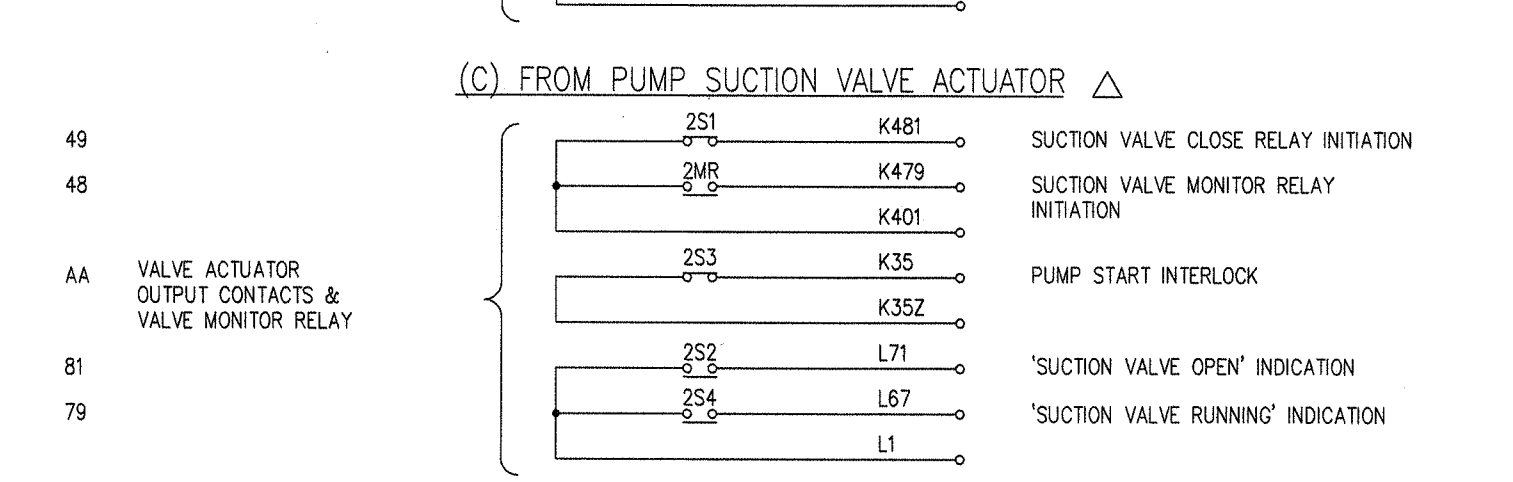 (C) FROM PUMP SUCTION VALVE ACTUATOR
49
2S1
K481
SUCTION VALVE CLOSE RELAY INITIATION
48
2MR
K479
SUCTION VALVE MONITOR RELAY
INITIATION
K401
AA
VALVE ACTUATOR
OUTPUT CONTACTS &
VALVE MONITOR RELAY
2S3
K35
PUMP START INTERLOCK
K35Z
81
2S2
L71
'SUCTION VALVE OPEN' INDICATION
79
2S4
L67
'SUCTION VALVE RUNNING' INDICATION
L1